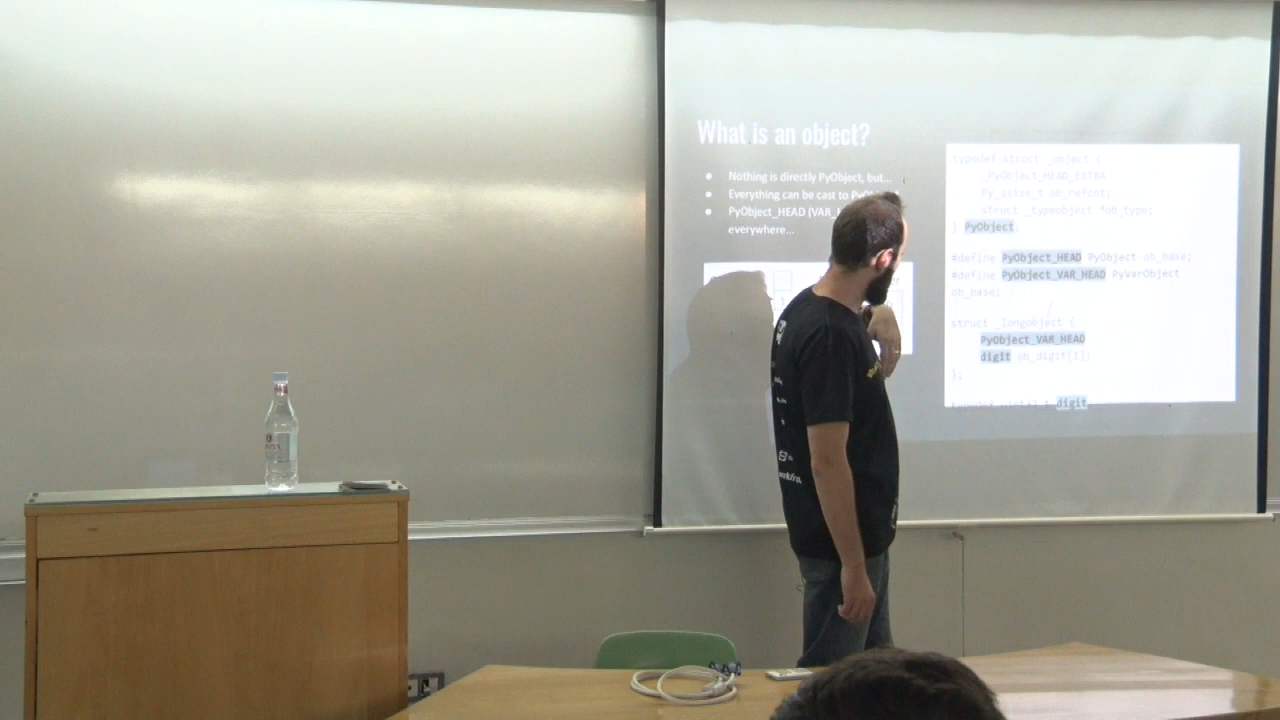 What is an object?
● Nothing is directly PyObject, but...
● Everything can be cast to
● PyObject_HEAD (VAR_
everywhere...
typedef struct _object {
_PyObject_HEAD_EXTRA
Py_ssize_t ob_refcnt;
struct _typeobject *ob_type;
} PyObject;
#define PyObject_HEAD PyObject ob_base;
#define PyObject_VAR_HEAD PyVarObject
ob_base;
struct _longobject {
PyObject_VAR_HEAD
digit ob_digit[1];
};
digit